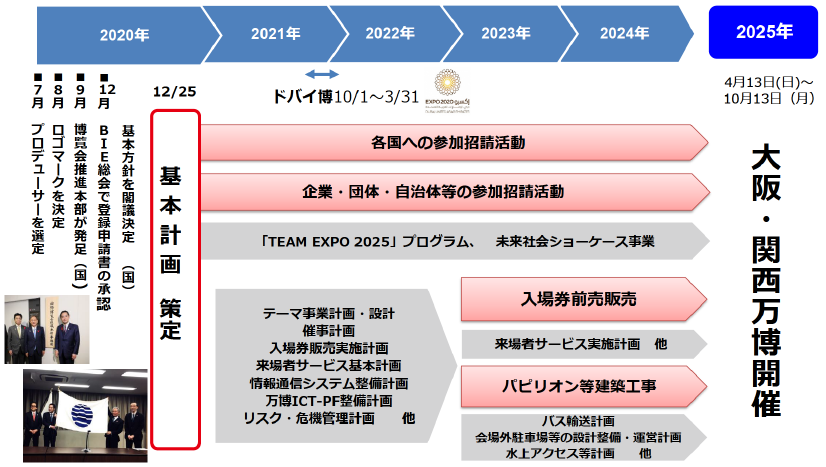 2020年
2021年
2022年
2023年
2024年
2025年
4月13日(日)～
10月13日（月）
■7月 プロデューサーを選定
■8月 ロゴマークを決定
■9月 博覧会推進本部が発足（国）
■12月 ＢＩＥ総会で登録申請書の承認
基本方針を閣議決定　（国）
12/25
ドバイ博10/1～3/31
EXPO 2020
基本計画 策定
各国への参加招請活動
企業・団体・自治体等の参加招請活動
「TEAM EXPO 2025」プログラム、　未来社会ショーケース事業
テーマ事業計画・設計
催事計画
入場券販売実施計画
来場者サービス基本計画
情報通信システム整備計画
万博ICT-PF整備計画
リスク・危機管理計画　他
入場券前売販売
来場者サービス実施計画　他
パビリオン等建築工事
バス輸送計画
会場外駐車場等の設計整備・運営計画
水上アクセス等計画　他
大阪・関西万博開催